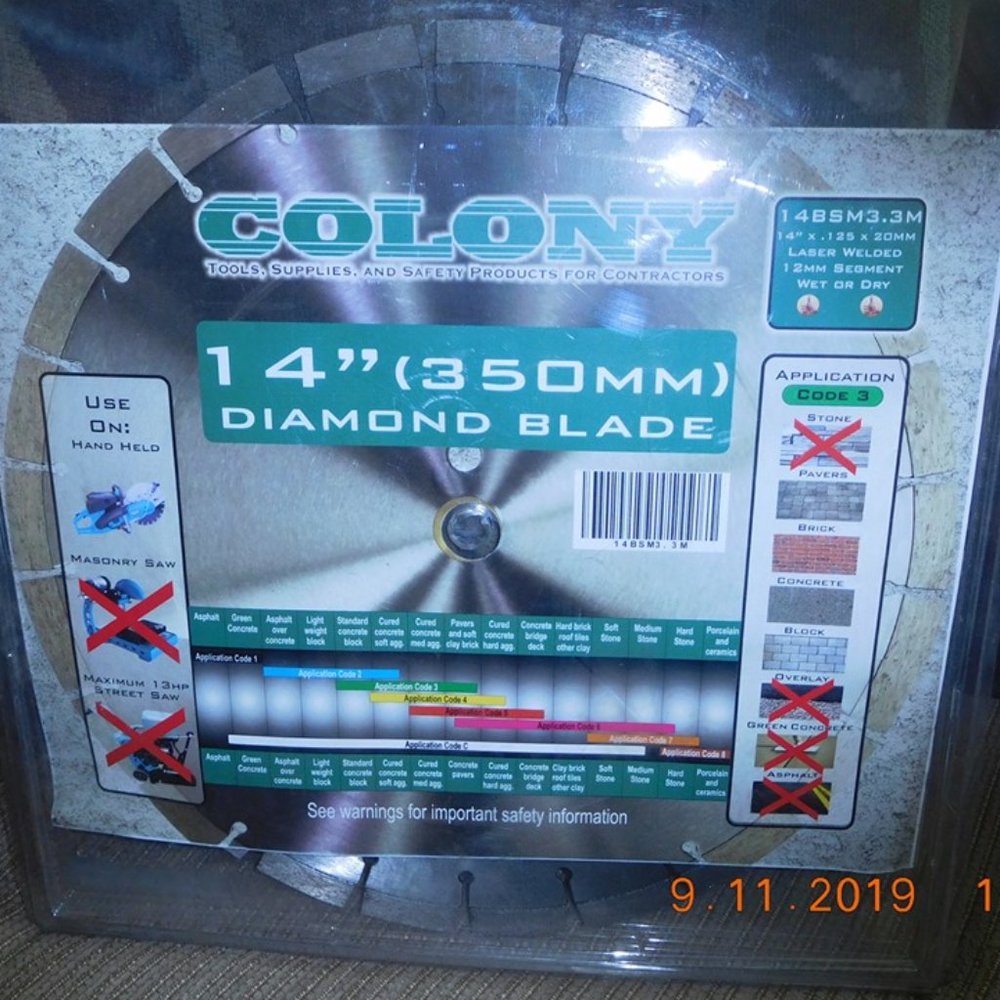 COLONY
TOOLS, SUPPLIES, AND SAFETY PRODUCTS FOR CONTRACTORS
14BSM3.3M
14" X .125 X 20MM
LASER WELDED
12MM SEGMENT
WET OR DRY
14” (350MM)
DIAMOND BLADE
USE
ON:
HAND HELD
MASONRY SAW
MAXIMUM 13HP
STREET SAW
APPLICATION
CODE 3
STONE
PAVERS
BRICK
CONCRETE
BLOCK
OVERLAY
GREEN CONCRETE
ASPHALT
14BSM3.3M
Asphalt
Green
Concrete
Asphalt
over
concrete
Light
weight
block
Standard
concrete
block
Cured
concrete
soft agg.
Cured
concrete
med agg.
Pavers
and soft
clay brick
Cured
concrete
hard agg.
Concrete
bridge
deck
Hard brick
roof tiles
other clay
Soft
Stone
Medium
Stone
Hard
Stone
Porcelain
and
ceramics
Application Code 1
Application Code 2
Application Code 3
Application Code 4
Application Code 5
Application Code 6
Application Code 7
Application Code C
Application Code 8
Asphalt
Green
Concrete
Asphalt
over
concrete
Light
weight
block
Standard
concrete
block
Cured
concrete
soft agg.
Cured
concrete
med agg.
Concrete
pavers
Cured
concrete
hard agg.
Concrete
bridge
deck
Clay brick
roof tiles
other clay
Soft
Stone
Medium
Stone
Hard
Stone
Porcelain
and
ceramics
See warnings for important safety information
9.11.2019 1